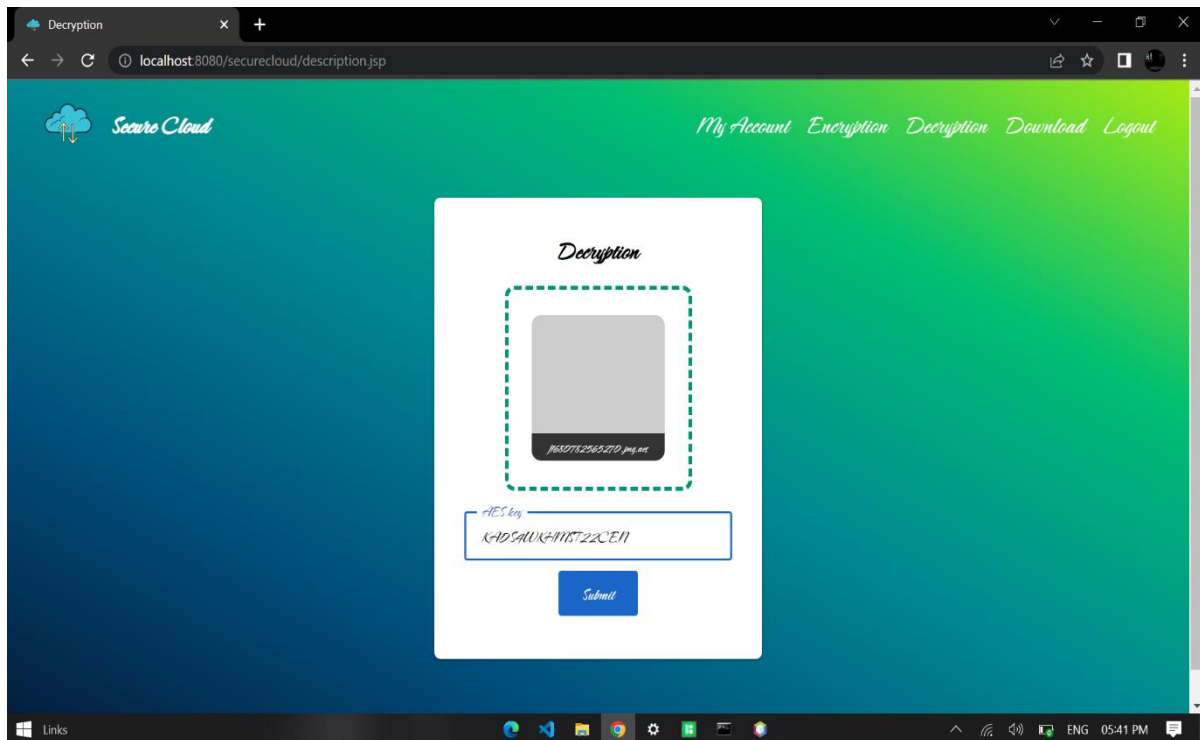 Decryption
localhost:8080/securecloud/description.jsp
Secure Cloud
My Account Encryption Decryption Download Logout
Decryption
AES key
Submit
Links
ENG 05:41 PM